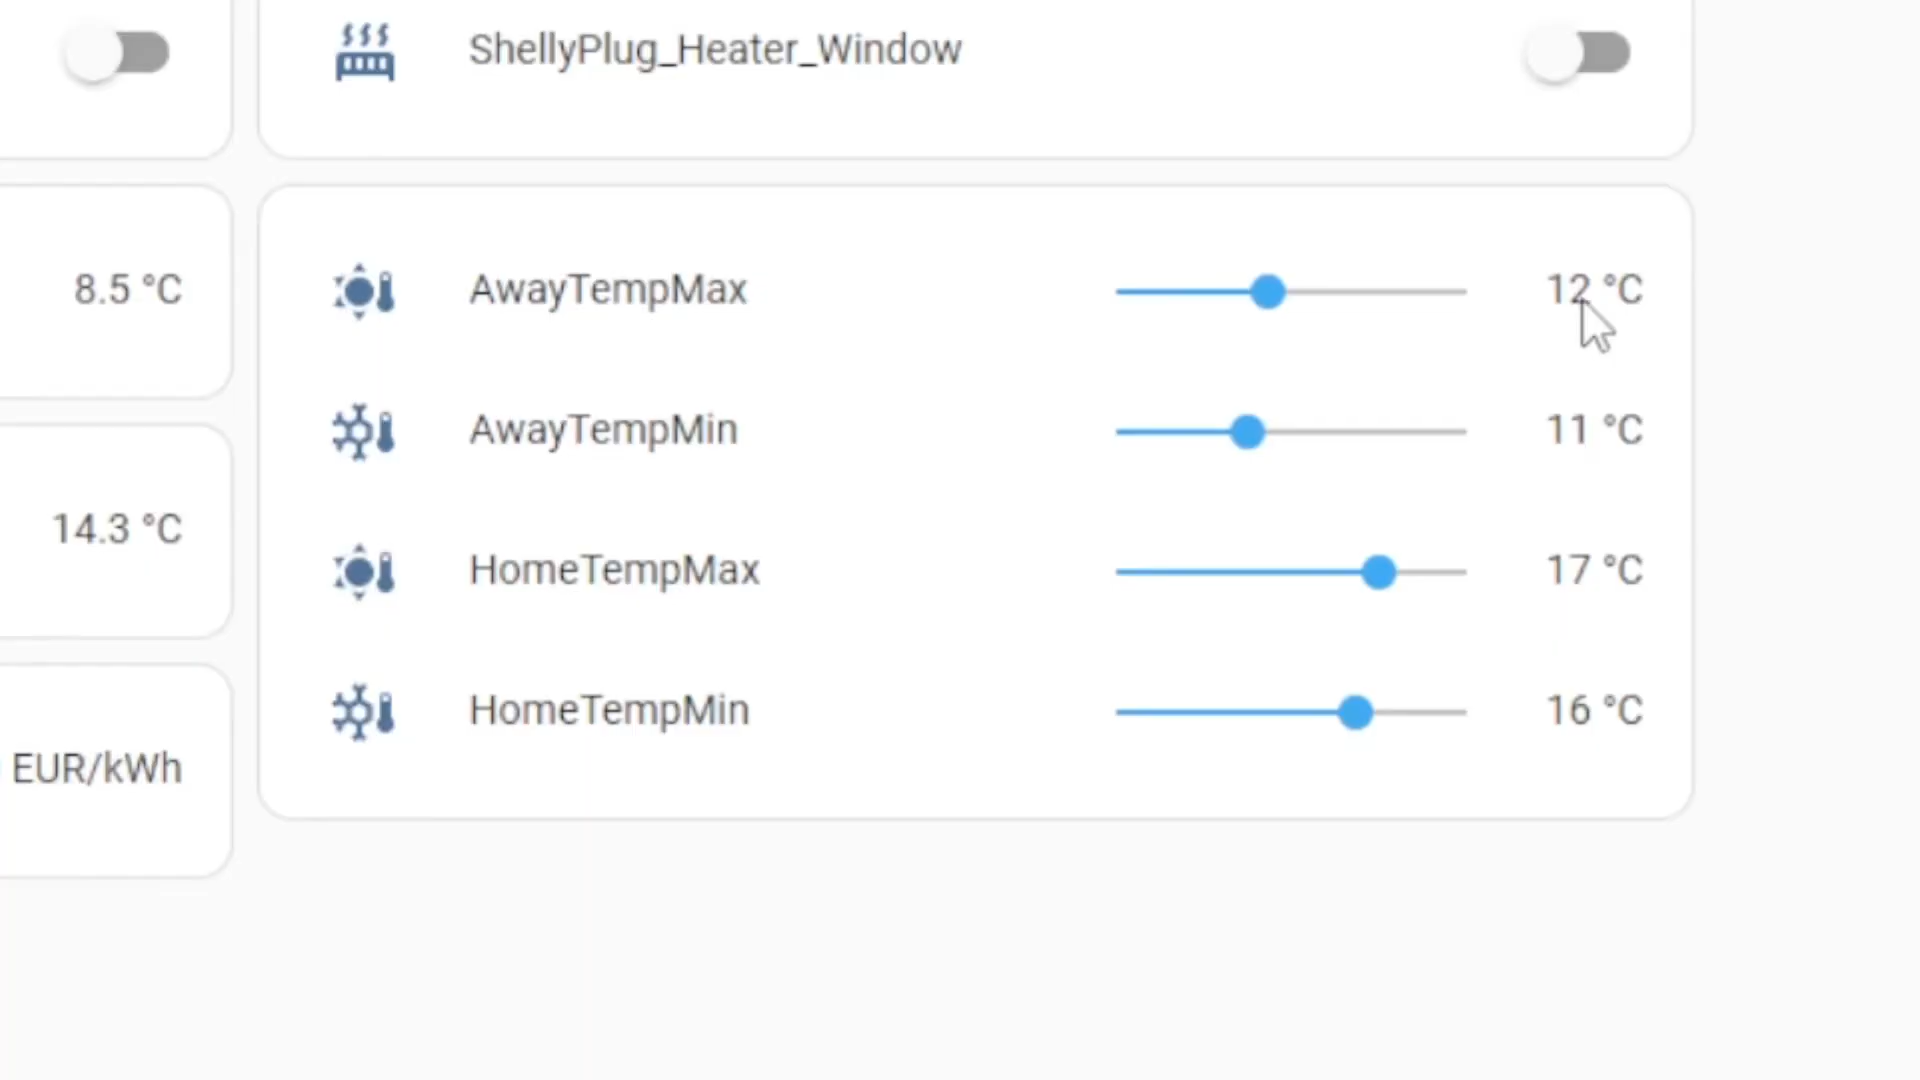 ShellyPlug_Heater_Window
8.5 °C
14.3 °C
EUR/kWh
AwayTempMax 12 °C
AwayTempMin 11 °C
HomeTempMax 17 °C
HomeTempMin 16 °C